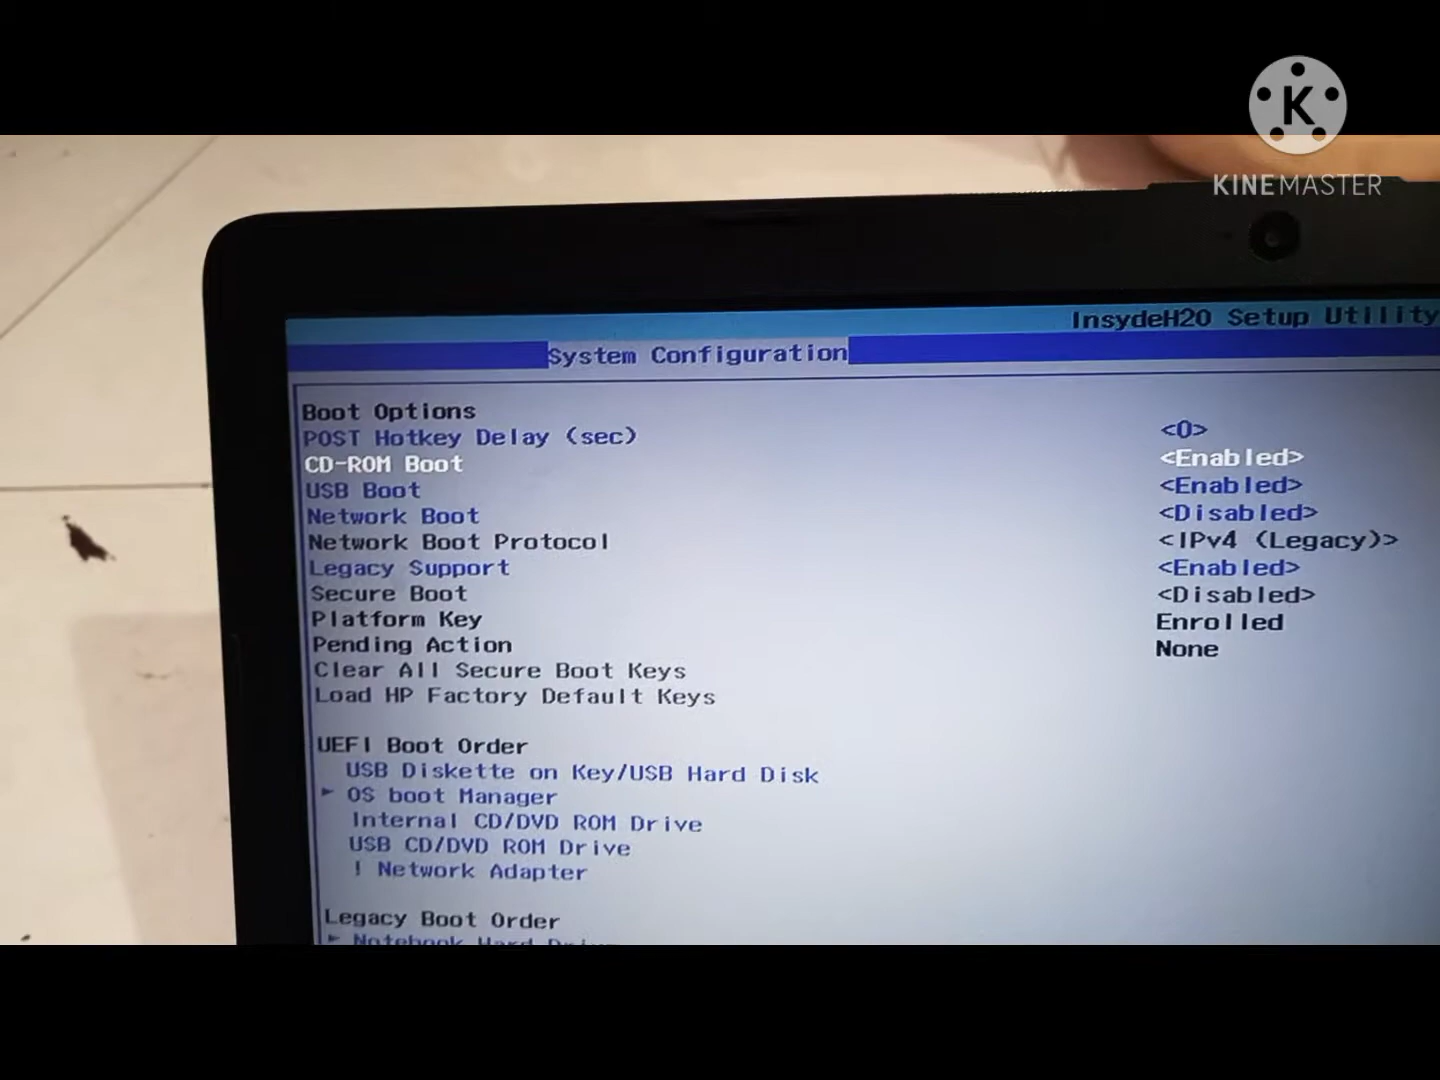 K
KINEMASTER
InsydeH20 Setup Utility
System Configuration
Boot Options
POST Hotkey Delay (sec) <0>
CD-ROM Boot <Enabled>
USB Boot <Enabled>
Network Boot <Disabled>
Network Boot Protocol <IPv4 (Legacy)>
Legacy Support <Enabled>
Secure Boot <Disabled>
Platform Key Enrolled
Pending Action None
Clear All Secure Boot Keys
Load HP Factory Default Keys
UEFI Boot Order
USB Diskette on Key/USB Hard Disk
OS boot Manager
Internal CD/DVD ROM Drive
USB CD/DVD ROM Drive
! Network Adapter
Legacy Boot Order
Notebook Hard